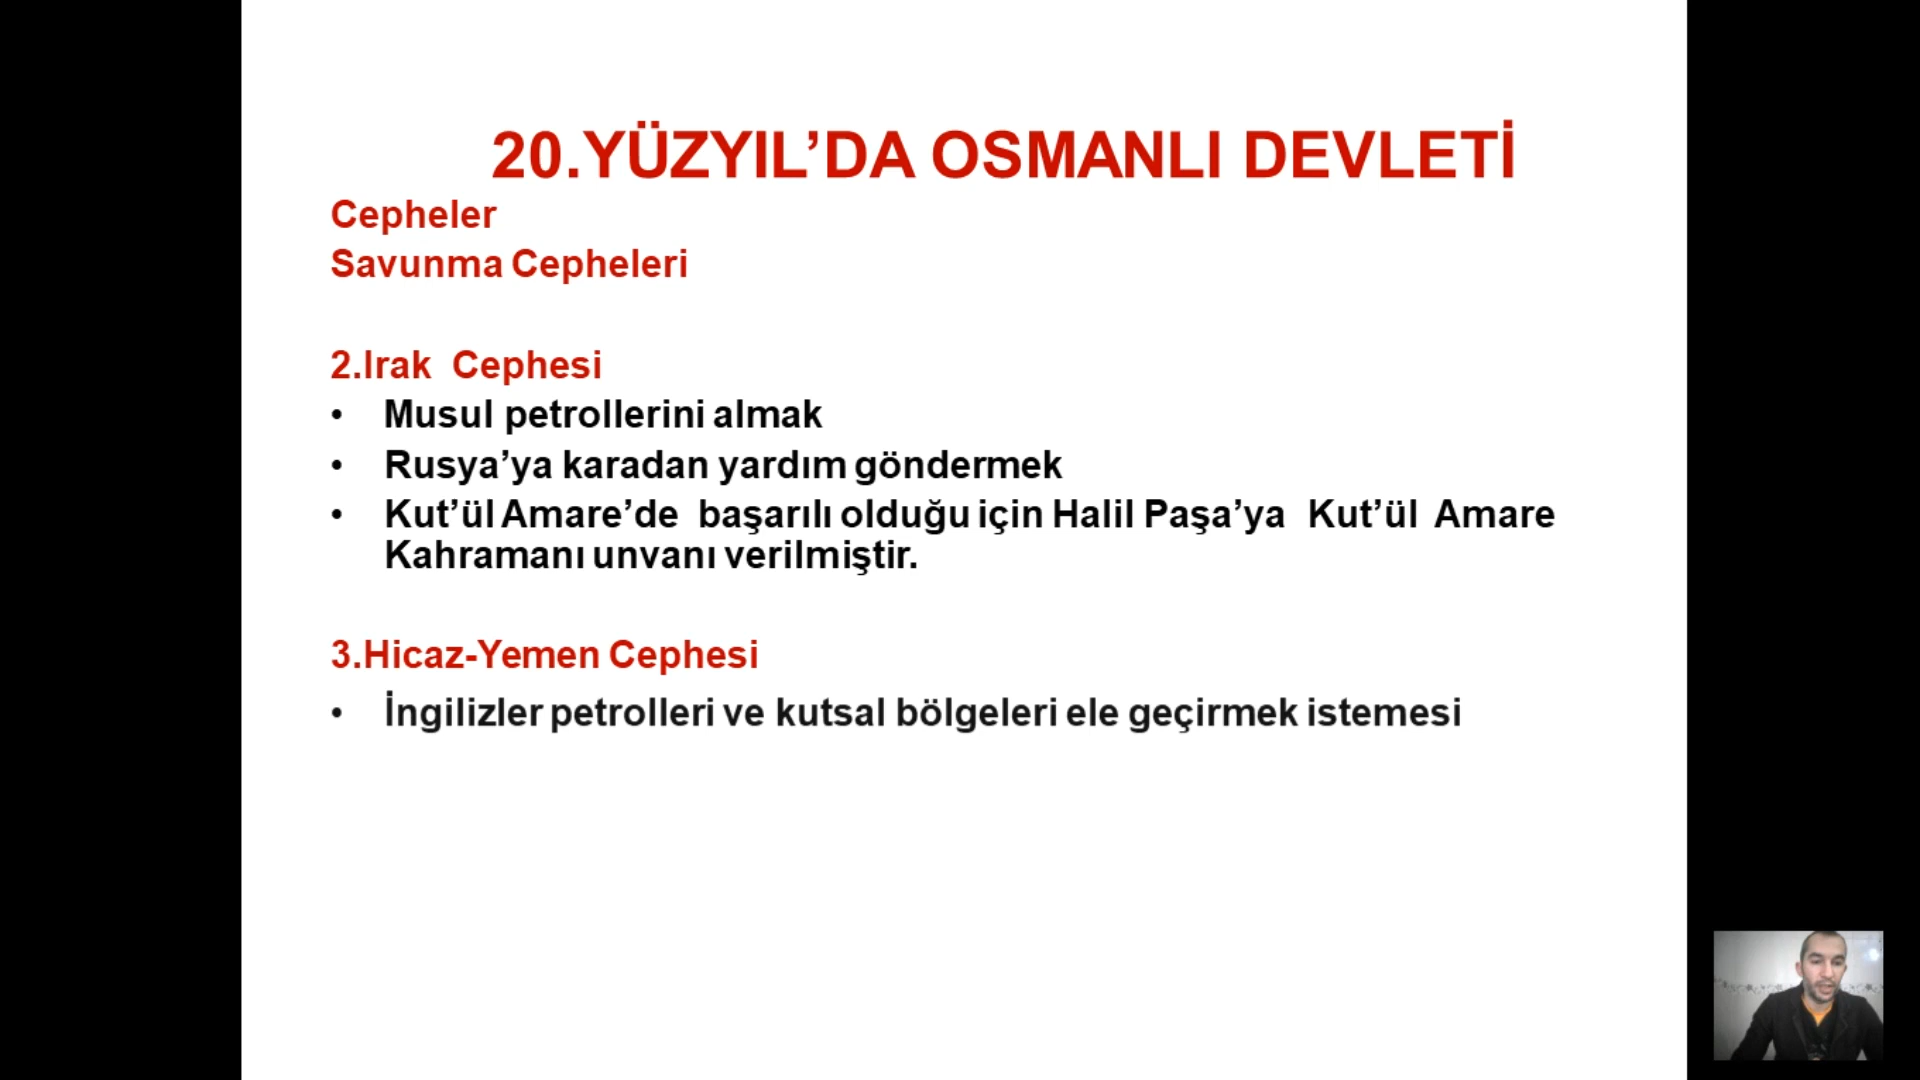 20.YÜZYIL’DA OSMANLI DEVLETİ
Cepheler
Savunma Cepheleri
2.Irak Cephesi
• Musul petrollerini almak
• Rusya’ya karadan yardım göndermek
• Kut’ül Amare’de başarılı olduğu için Halil Paşa’ya Kut’ül Amare
Kahramanı unvanı verilmiştir.
3.Hicaz-Yemen Cephesi
• İngilizler petrolleri ve kutsal bölgeleri ele geçirmek istemesi